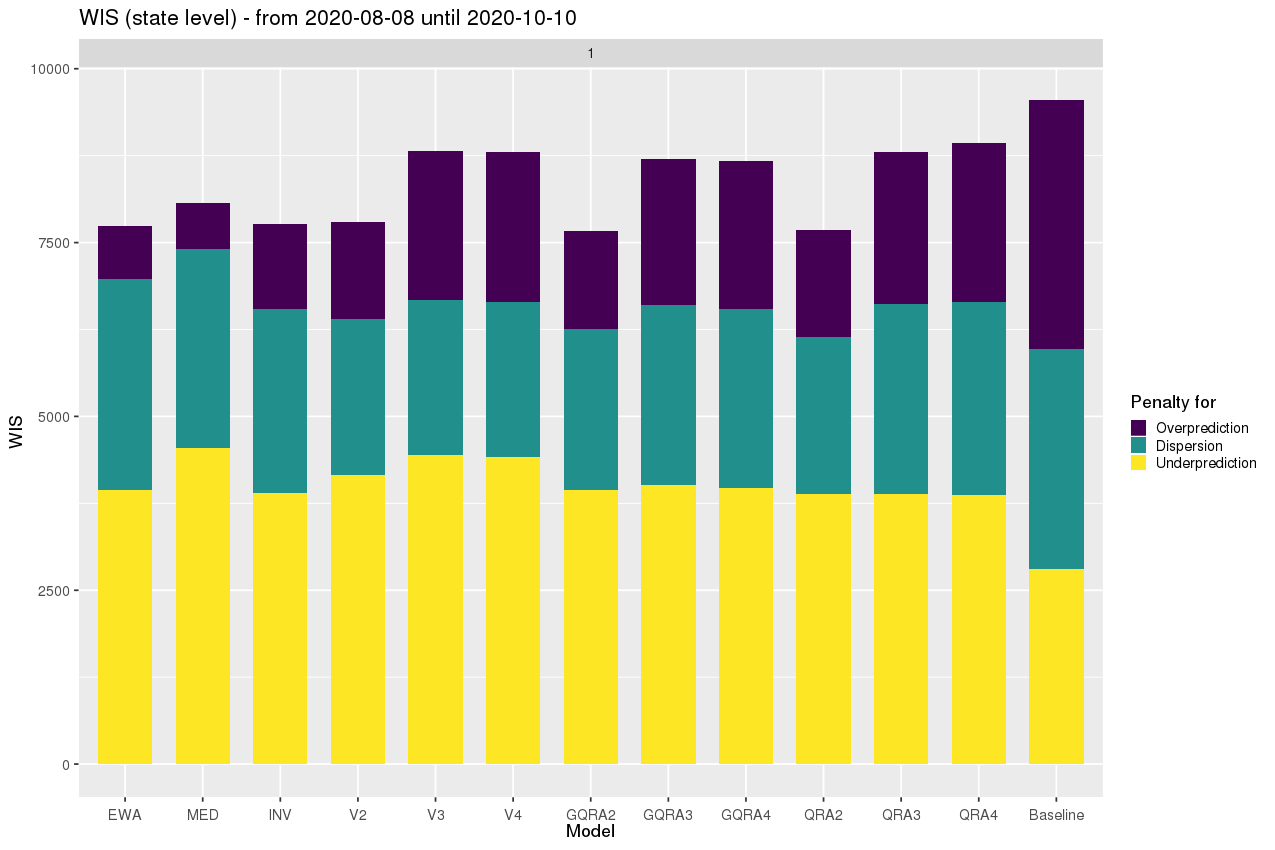 WIS (state level) - from 2020-08-08 until 2020-10-10
1
10000
7500
5000
2500
0
WIS
EWA MED INV V2 V3 V4 GQRA2 GQRA3 GQRA4 QRA2 QRA3 QRA4 Baseline
Model
Penalty for
Overprediction
Dispersion
Underprediction